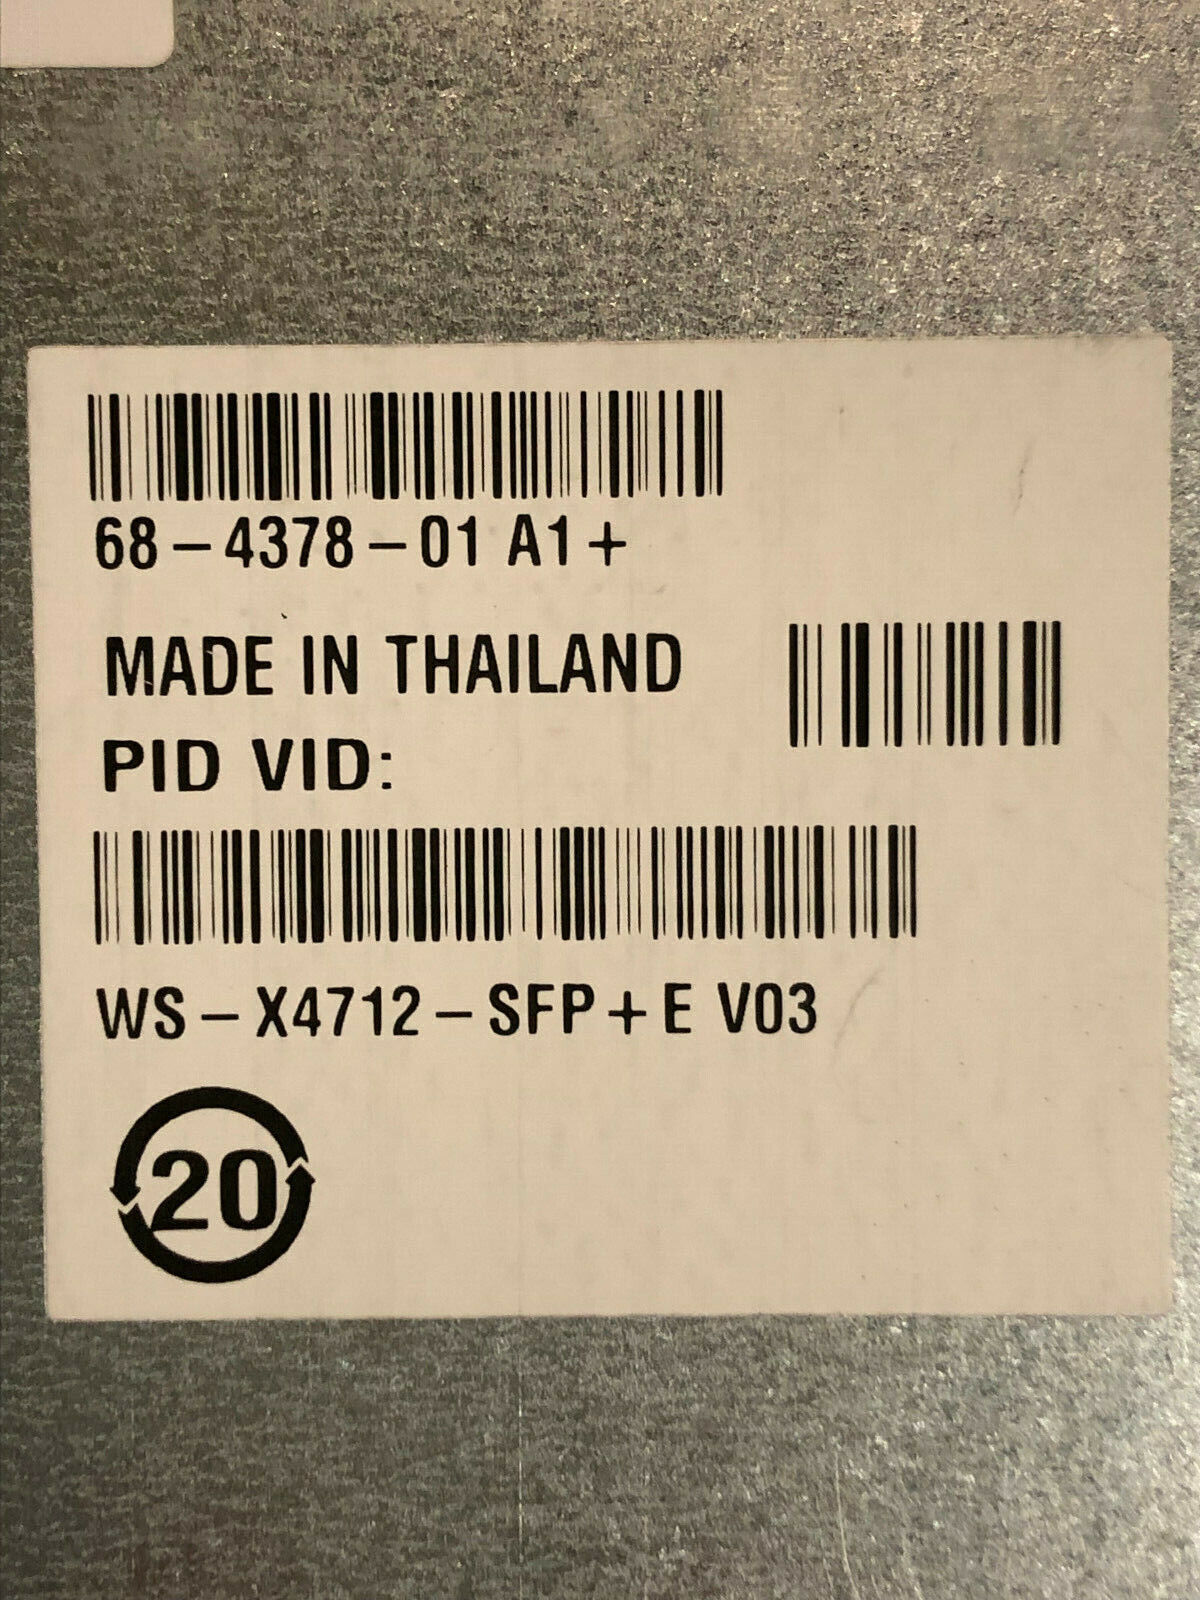 68-4378-01 A1+
MADE IN THAILAND
PID VID:
WS-X4712-SFP+E V03
20